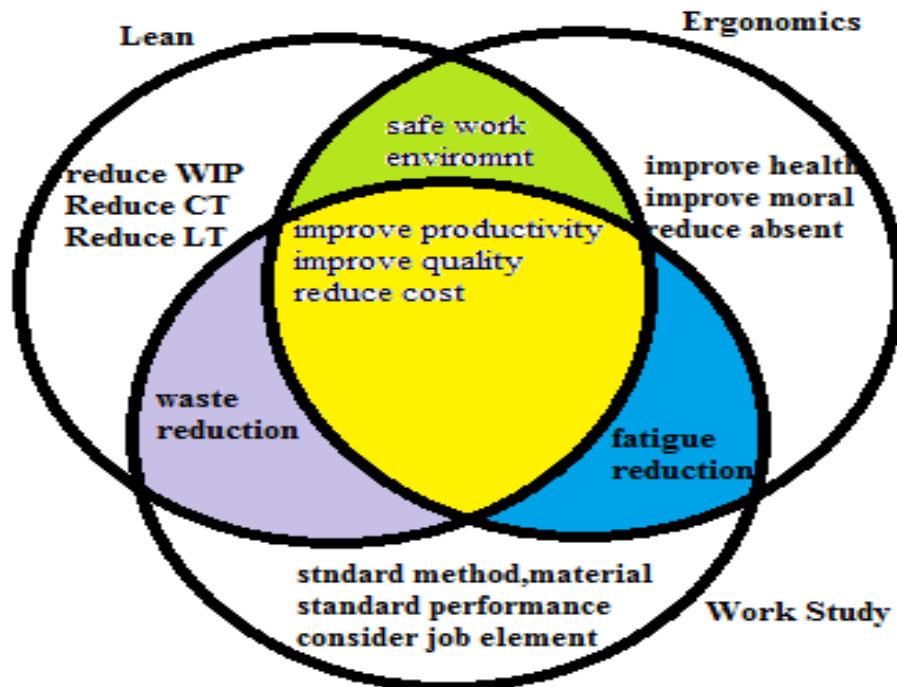 Lean
Ergonomics
safe work
enviromnt
reduce WIP
Reduce CT
Reduce LT
improve health
improve moral
reduce absent
improve productivity
improve quality
reduce cost
waste
reduction
fatigue
reduction
stndard method,material
standard performance
consider job element
Work Study